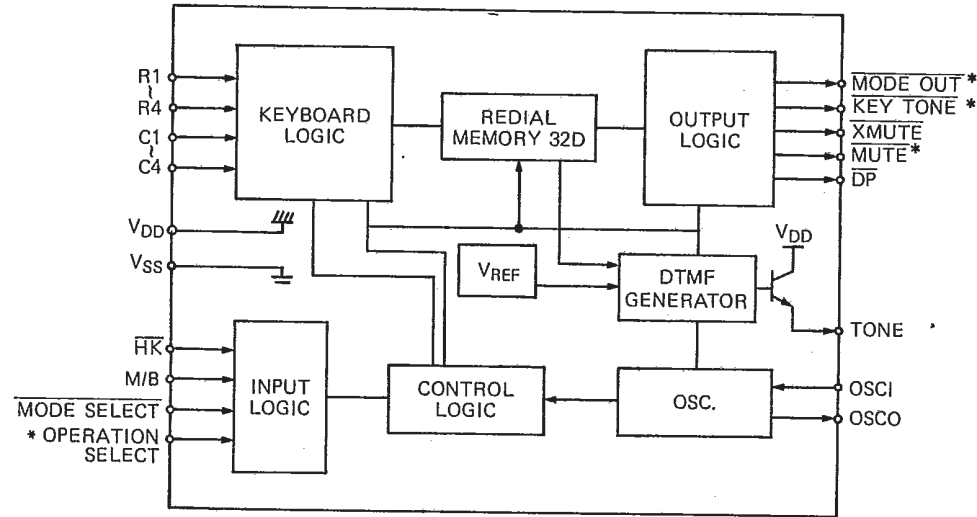 R1
~
R4
C1
~
C4
VDD
VSS
HK
M/B
MODE SELECT
* OPERATION
SELECT
KEYBOARD
LOGIC
REDIAL
MEMORY 32D
OUTPUT
LOGIC
VREF
DTMF
GENERATOR
VDD
INPUT
LOGIC
CONTROL
LOGIC
OSC.
MODE OUT*
KEY TONE*
XMUTE
MUTE*
DP
TONE
OSCI
OSCO